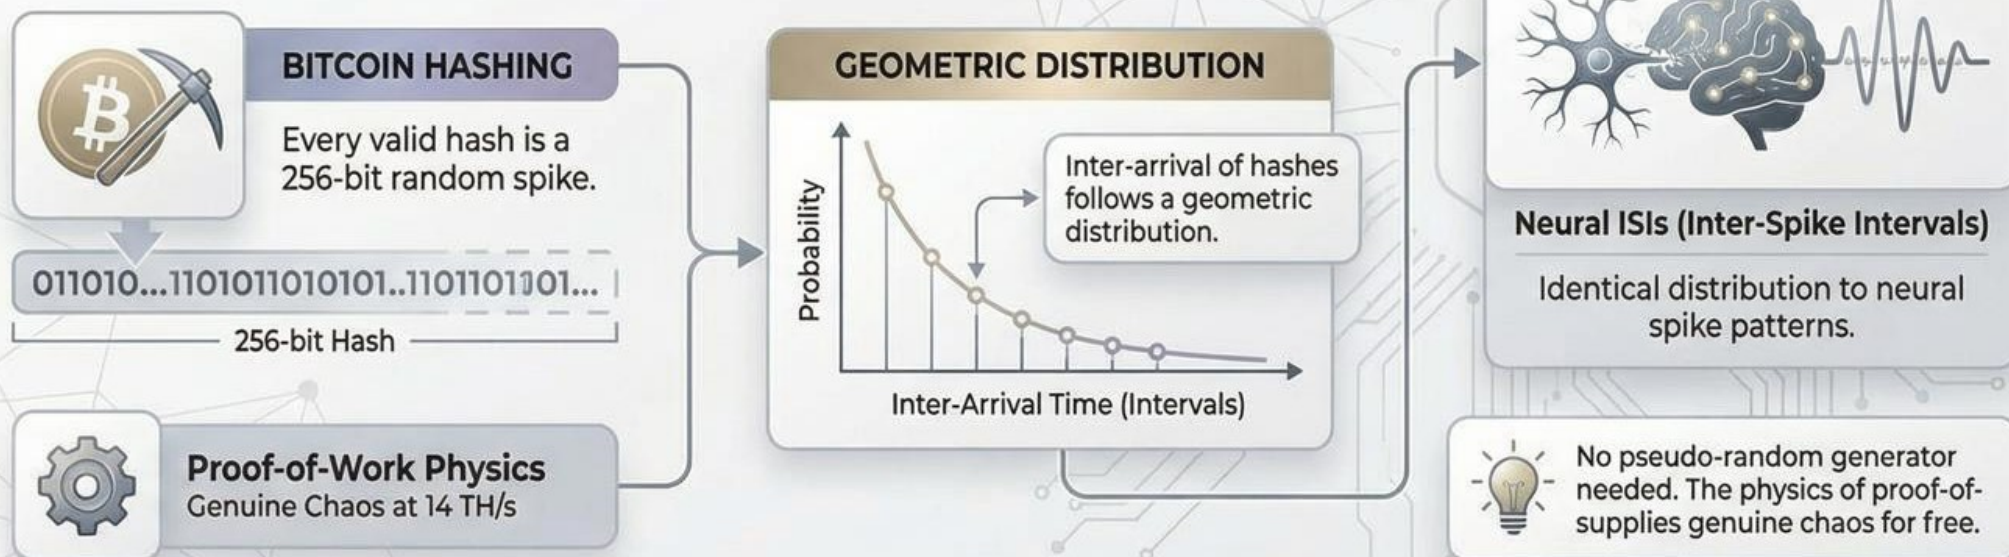 BITCOIN HASHING
Every valid hash is a
256-bit random spike.
011010...1101011010101..1101101101...
256-bit Hash
Proof-of-Work Physics
Genuine Chaos at 14 TH/s
GEOMETRIC DISTRIBUTION
Probability
Inter-arrival of hashes
follows a geometric
distribution.
Inter-Arrival Time (Intervals)
Neural ISIs (Inter-Spike Intervals)
Identical distribution to neural
spike patterns.
No pseudo-random generator
needed. The physics of proof-of-
supplies genuine chaos for free.